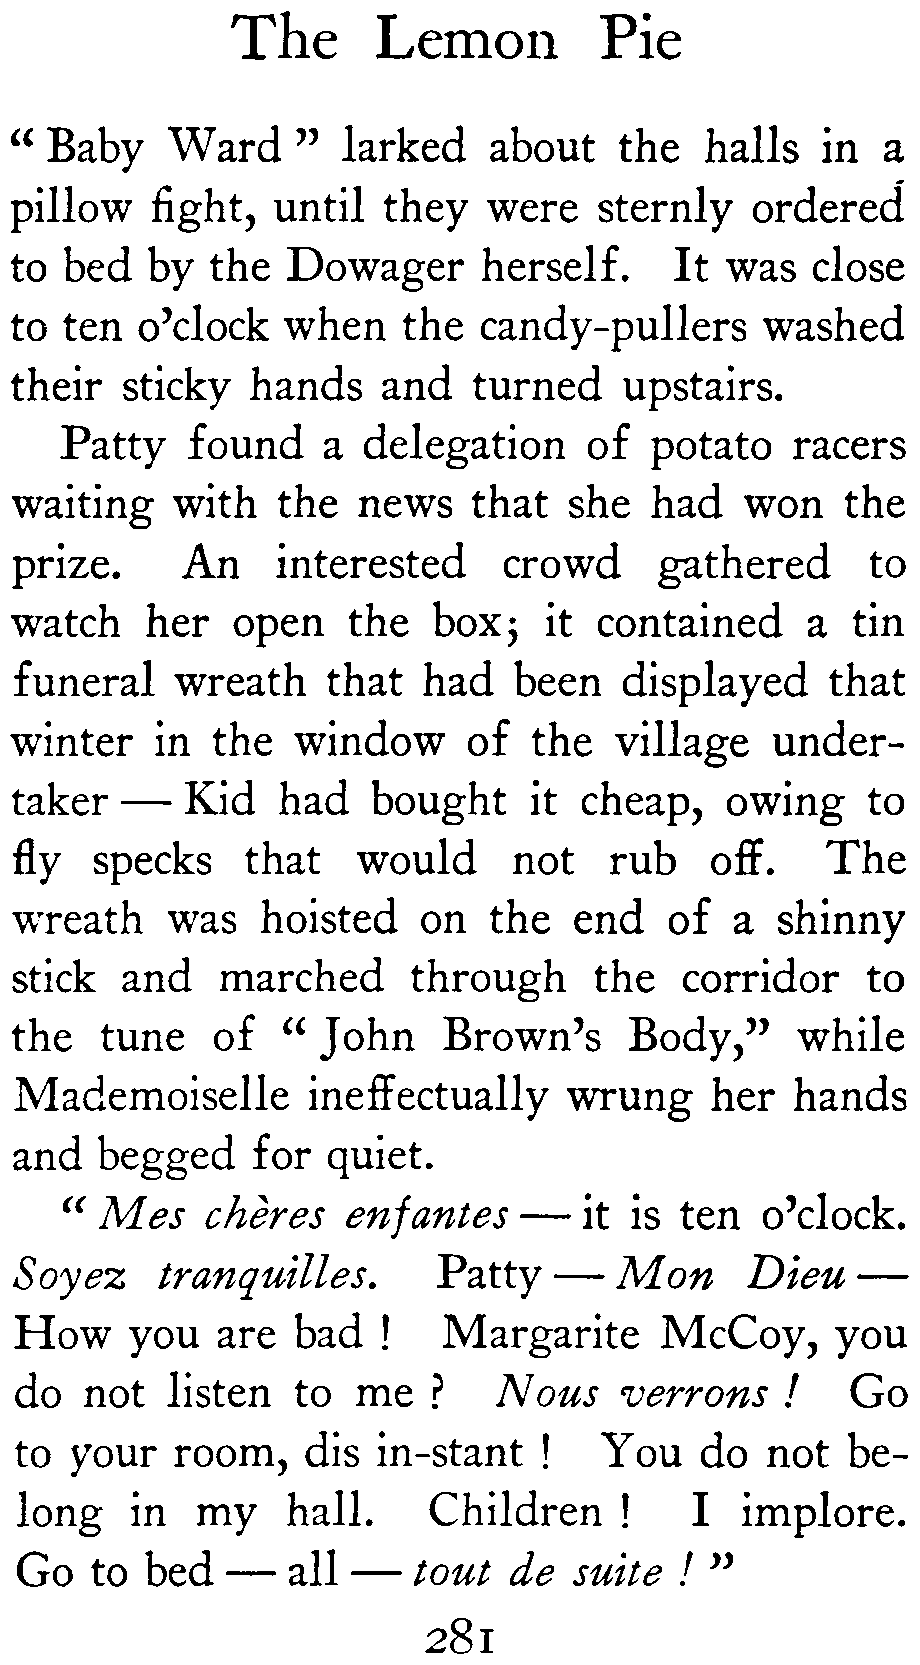 The Lemon Pie
“Baby Ward” larked about the halls in a
pillow fight, until they were sternly ordered
to bed by the Dowager herself. It was close
to ten o’clock when the candy-pullers washed
their sticky hands and turned upstairs.
Patty found a delegation of potato racers
waiting with the news that she had won the
prize. An interested crowd gathered to
watch her open the box; it contained a tin
funeral wreath that had been displayed that
winter in the window of the village under-
taker — Kid had bought it cheap, owing to
fly specks that would not rub off. The
wreath was hoisted on the end of a shinny
stick and marched through the corridor to
the tune of “John Brown’s Body,” while
Mademoiselle ineffectually wrung her hands
and begged for quiet.
“Mes chères enfantes — it is ten o’clock.
Soyez tranquilles. Patty — Mon Dieu —
How you are bad! Margarite McCoy, you
do not listen to me? Nous verrons! Go
to your room, dis in-stant! You do not be-
long in my hall. Children! I implore.
Go to bed — all — tout de suite!”
281